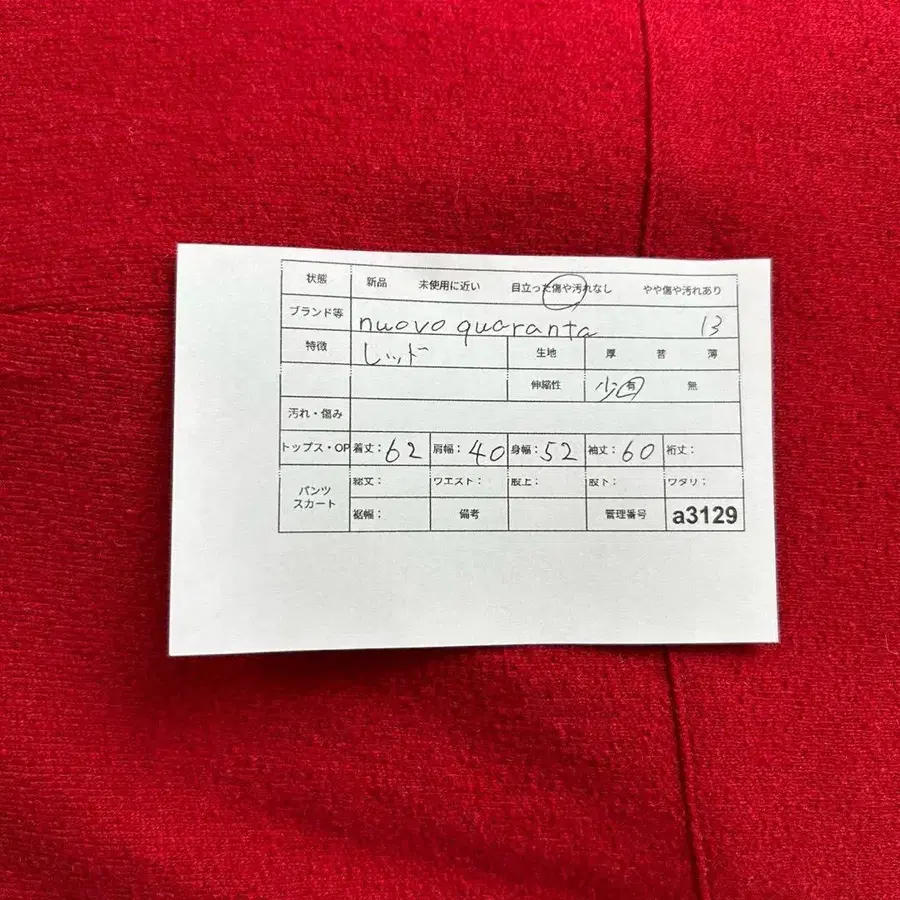 状態 新品 未使用に近い 目立った傷や汚れなし やや傷や汚れあり
ブランド等 nuovo quaranta 13
特徴 レッド 生地 厚 普 薄
伸縮性 少 有 無
汚れ・傷み
トップス・OP 着丈：62 肩幅：40 身幅：52 袖丈：60 裄丈：
パンツ スカート 総丈： ウエスト： 股上： 股下： ワタリ：
裾幅： 備考 管理番号 a3129